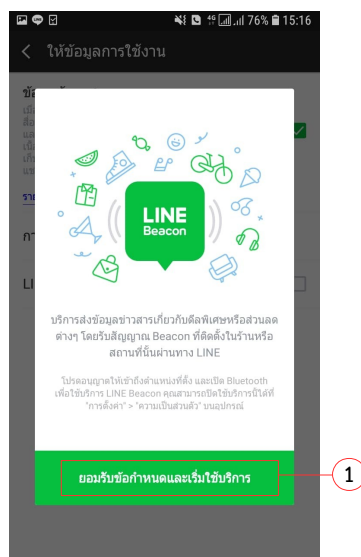 76% 15:16
ให้ข้อมูลการใช้งาน
LINE
Beacon
บริการส่งข้อมูลข่าวสารเกี่ยวกับดีลพิเศษหรือส่วนลด
ต่างๆ โดยรับสัญญาณ Beacon ที่ติดตั้งในร้านหรือ
สถานที่นั้นผ่านทาง LINE
โปรดอนุญาตให้เข้าถึงตำแหน่งที่ตั้ง และเปิด Bluetooth
เพื่อใช้บริการ LINE Beacon คุณสามารถปิดใช้บริการนี้ได้ที่
"การตั้งค่า" > "ความเป็นส่วนตัว" บนอุปกรณ์
ยอมรับข้อกำหนดและเริ่มใช้บริการ
1